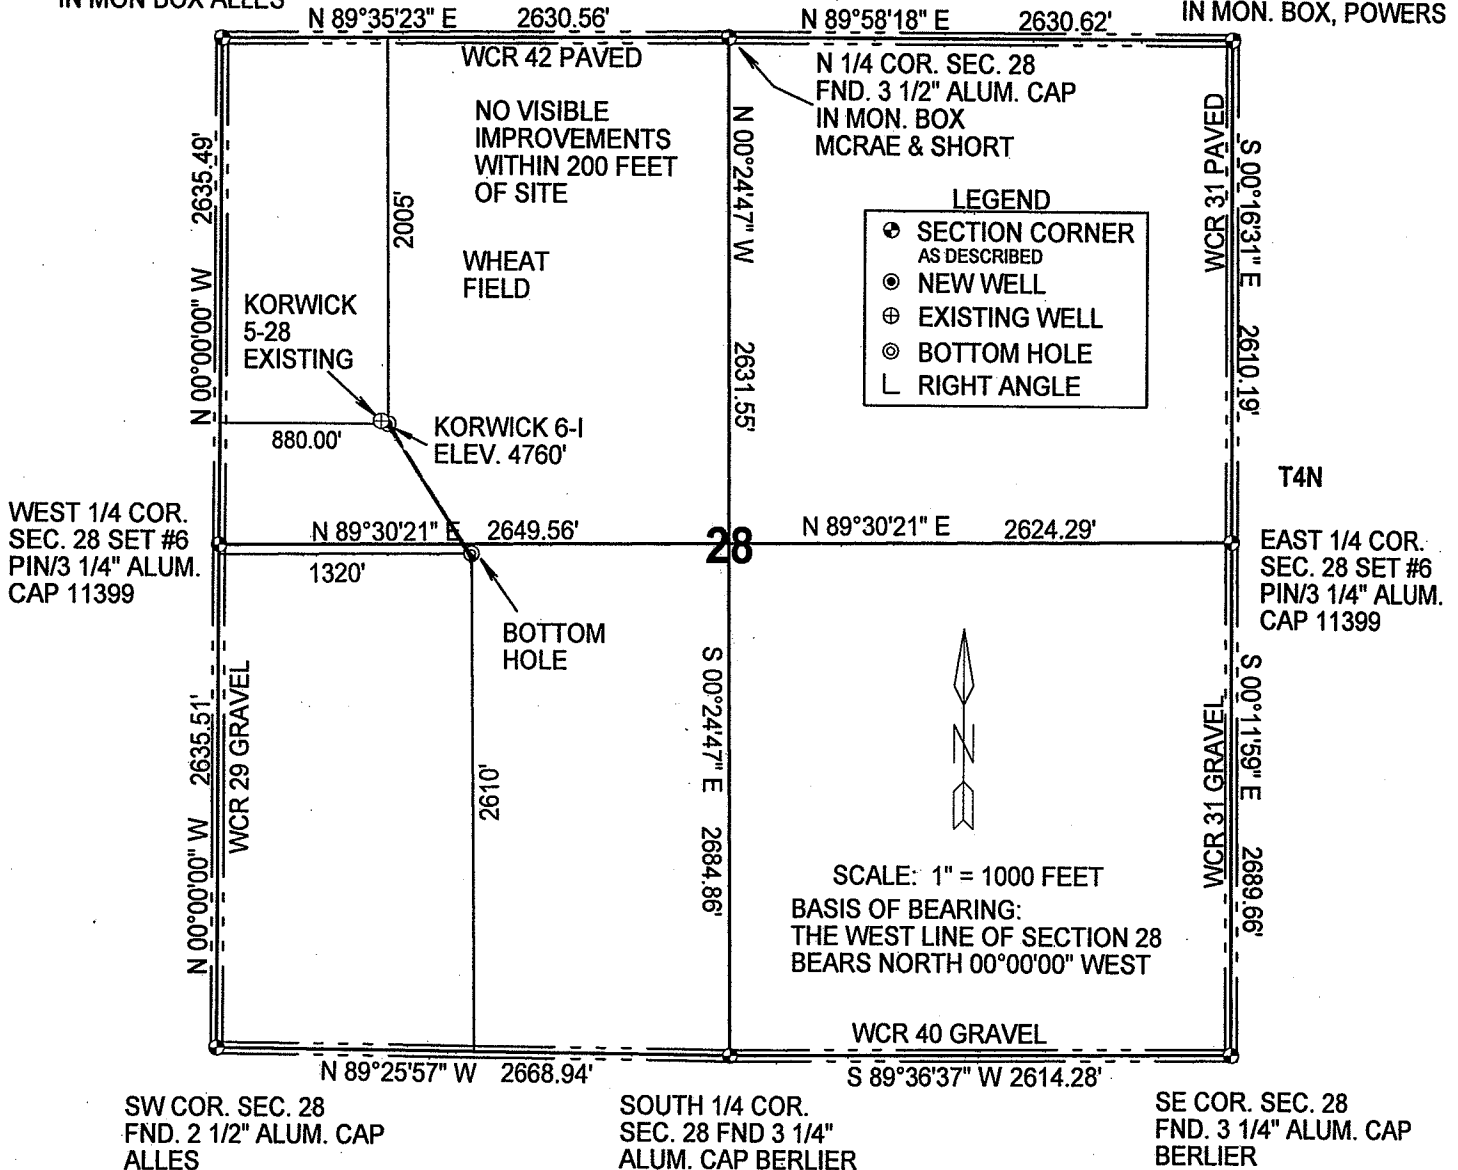 IN MON BOX ALLES
IN MON. BOX, POWERS
N 89°35'23" E 2630.56'
N 89°58'18" E 2630.62'
WCR 42 PAVED
N 1/4 COR. SEC. 28
FND. 3 1/2" ALUM. CAP
IN MON. BOX
MCRAE & SHORT
NO VISIBLE
IMPROVEMENTS
WITHIN 200 FEET
OF SITE
WHEAT
FIELD
2005'
N 00°00'00" W 2635.49'
N 00°24'47" W 2631.55'
WCR 31 PAVED
S 00°16'31" E 2610.19'
LEGEND
SECTION CORNER
AS DESCRIBED
NEW WELL
EXISTING WELL
BOTTOM HOLE
RIGHT ANGLE
KORWICK
5-28
EXISTING
880.00'
KORWICK 6-I
ELEV. 4760'
T4N
WEST 1/4 COR.
SEC. 28 SET #6
PIN/3 1/4" ALUM.
CAP 11399
N 89°30'21" E 2649.56'
28
N 89°30'21" E 2624.29'
EAST 1/4 COR.
SEC. 28 SET #6
PIN/3 1/4" ALUM.
CAP 11399
1320'
BOTTOM
HOLE
N 00°00'00" W 2635.51'
WCR 29 GRAVEL
2610'
S 00°24'47" E 2684.86'
N
WCR 31 GRAVEL
S 00°11'59" E 2689.66'
SCALE: 1" = 1000 FEET
BASIS OF BEARING:
THE WEST LINE OF SECTION 28
BEARS NORTH 00°00'00" WEST
WCR 40 GRAVEL
N 89°25'57" W 2668.94'
S 89°36'37" W 2614.28'
SW COR. SEC. 28
FND. 2 1/2" ALUM. CAP
ALLES
SOUTH 1/4 COR.
SEC. 28 FND 3 1/4"
ALUM. CAP BERLIER
SE COR. SEC. 28
FND. 3 1/4" ALUM. CAP
BERLIER